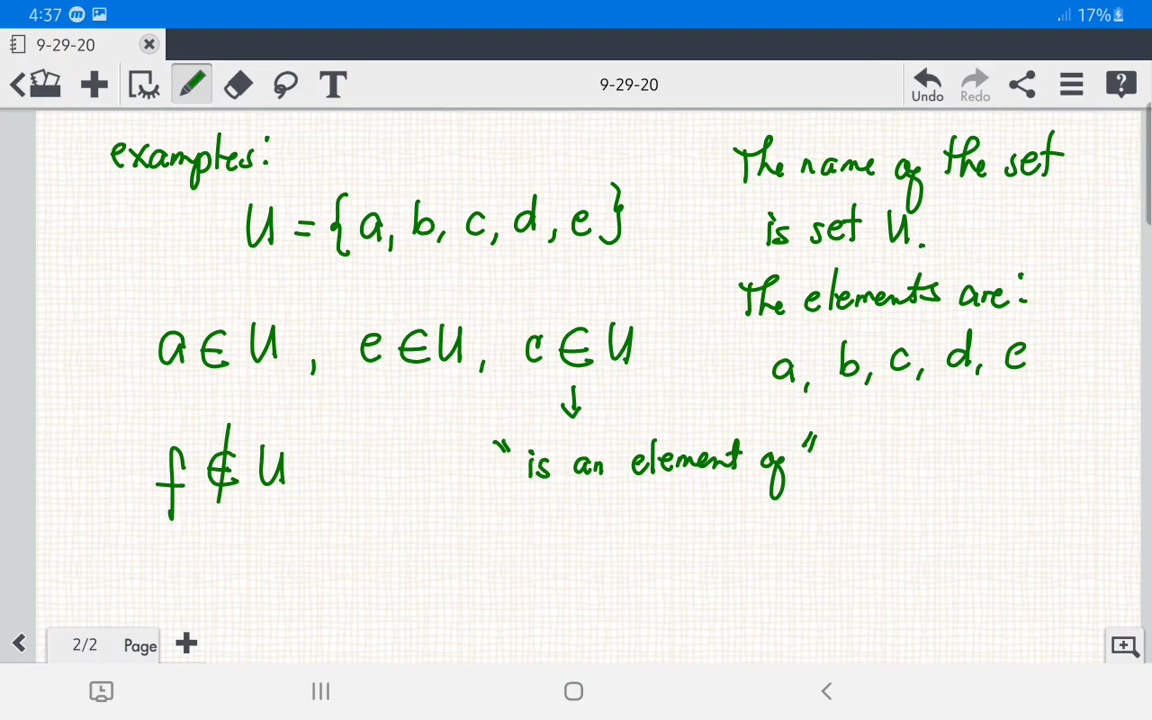 4:37 17%
9-29-20
T 9-29-20 Undo Redo
examples:
U = {a, b, c, d, e}
a ∈ U , e ∈ U, c ∈ U
↓
f ∉ U
"is an element of"
The name of the set
is set U.
The elements are:
a, b, c, d, e
2/2 Page